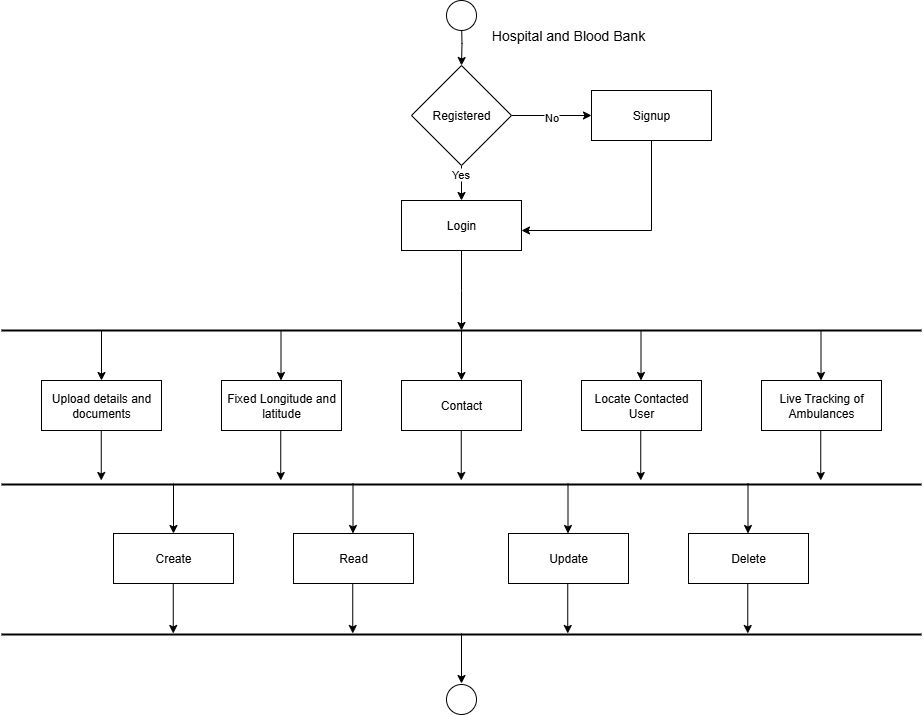 Hospital and Blood Bank
Registered
No
Signup
Yes
Login
Upload details and
documents
Fixed Longitude and
latitude
Contact
Locate Contacted
User
Live Tracking of
Ambulances
Create
Read
Update
Delete